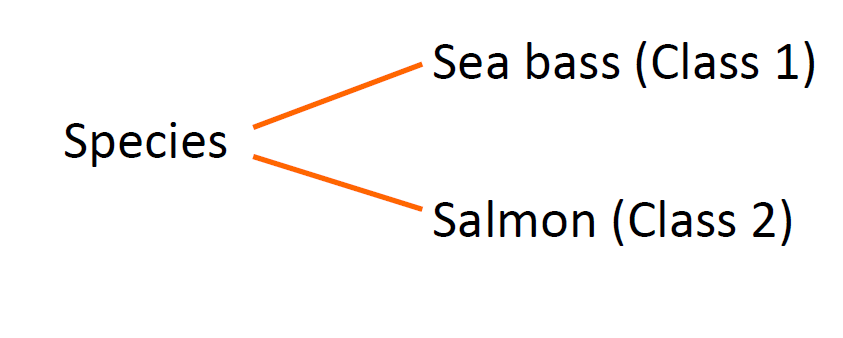 Sea bass (Class 1)
Species
Salmon (Class 2)